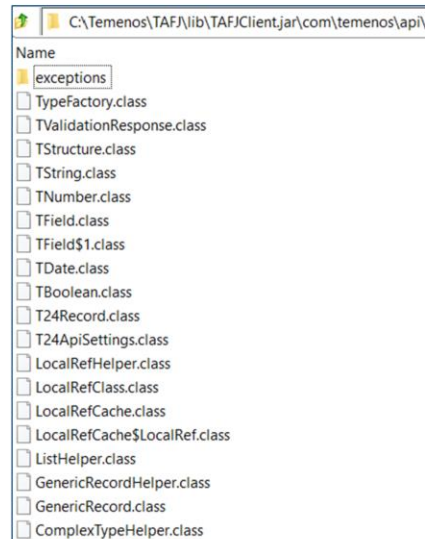 C:\Temenos\TAFJ\lib\TAFJClient.jar\com\temenos\api\
Name
exceptions
TypeFactory.class
TValidationResponse.class
TStructure.class
TString.class
TNumber.class
TField.class
TField$1.class
TDate.class
TBoolean.class
T24Record.class
T24ApiSettings.class
LocalRefHelper.class
LocalRefClass.class
LocalRefCache.class
LocalRefCache$LocalRef.class
ListHelper.class
GenericRecordHelper.class
GenericRecord.class
ComplexTypeHelper.class